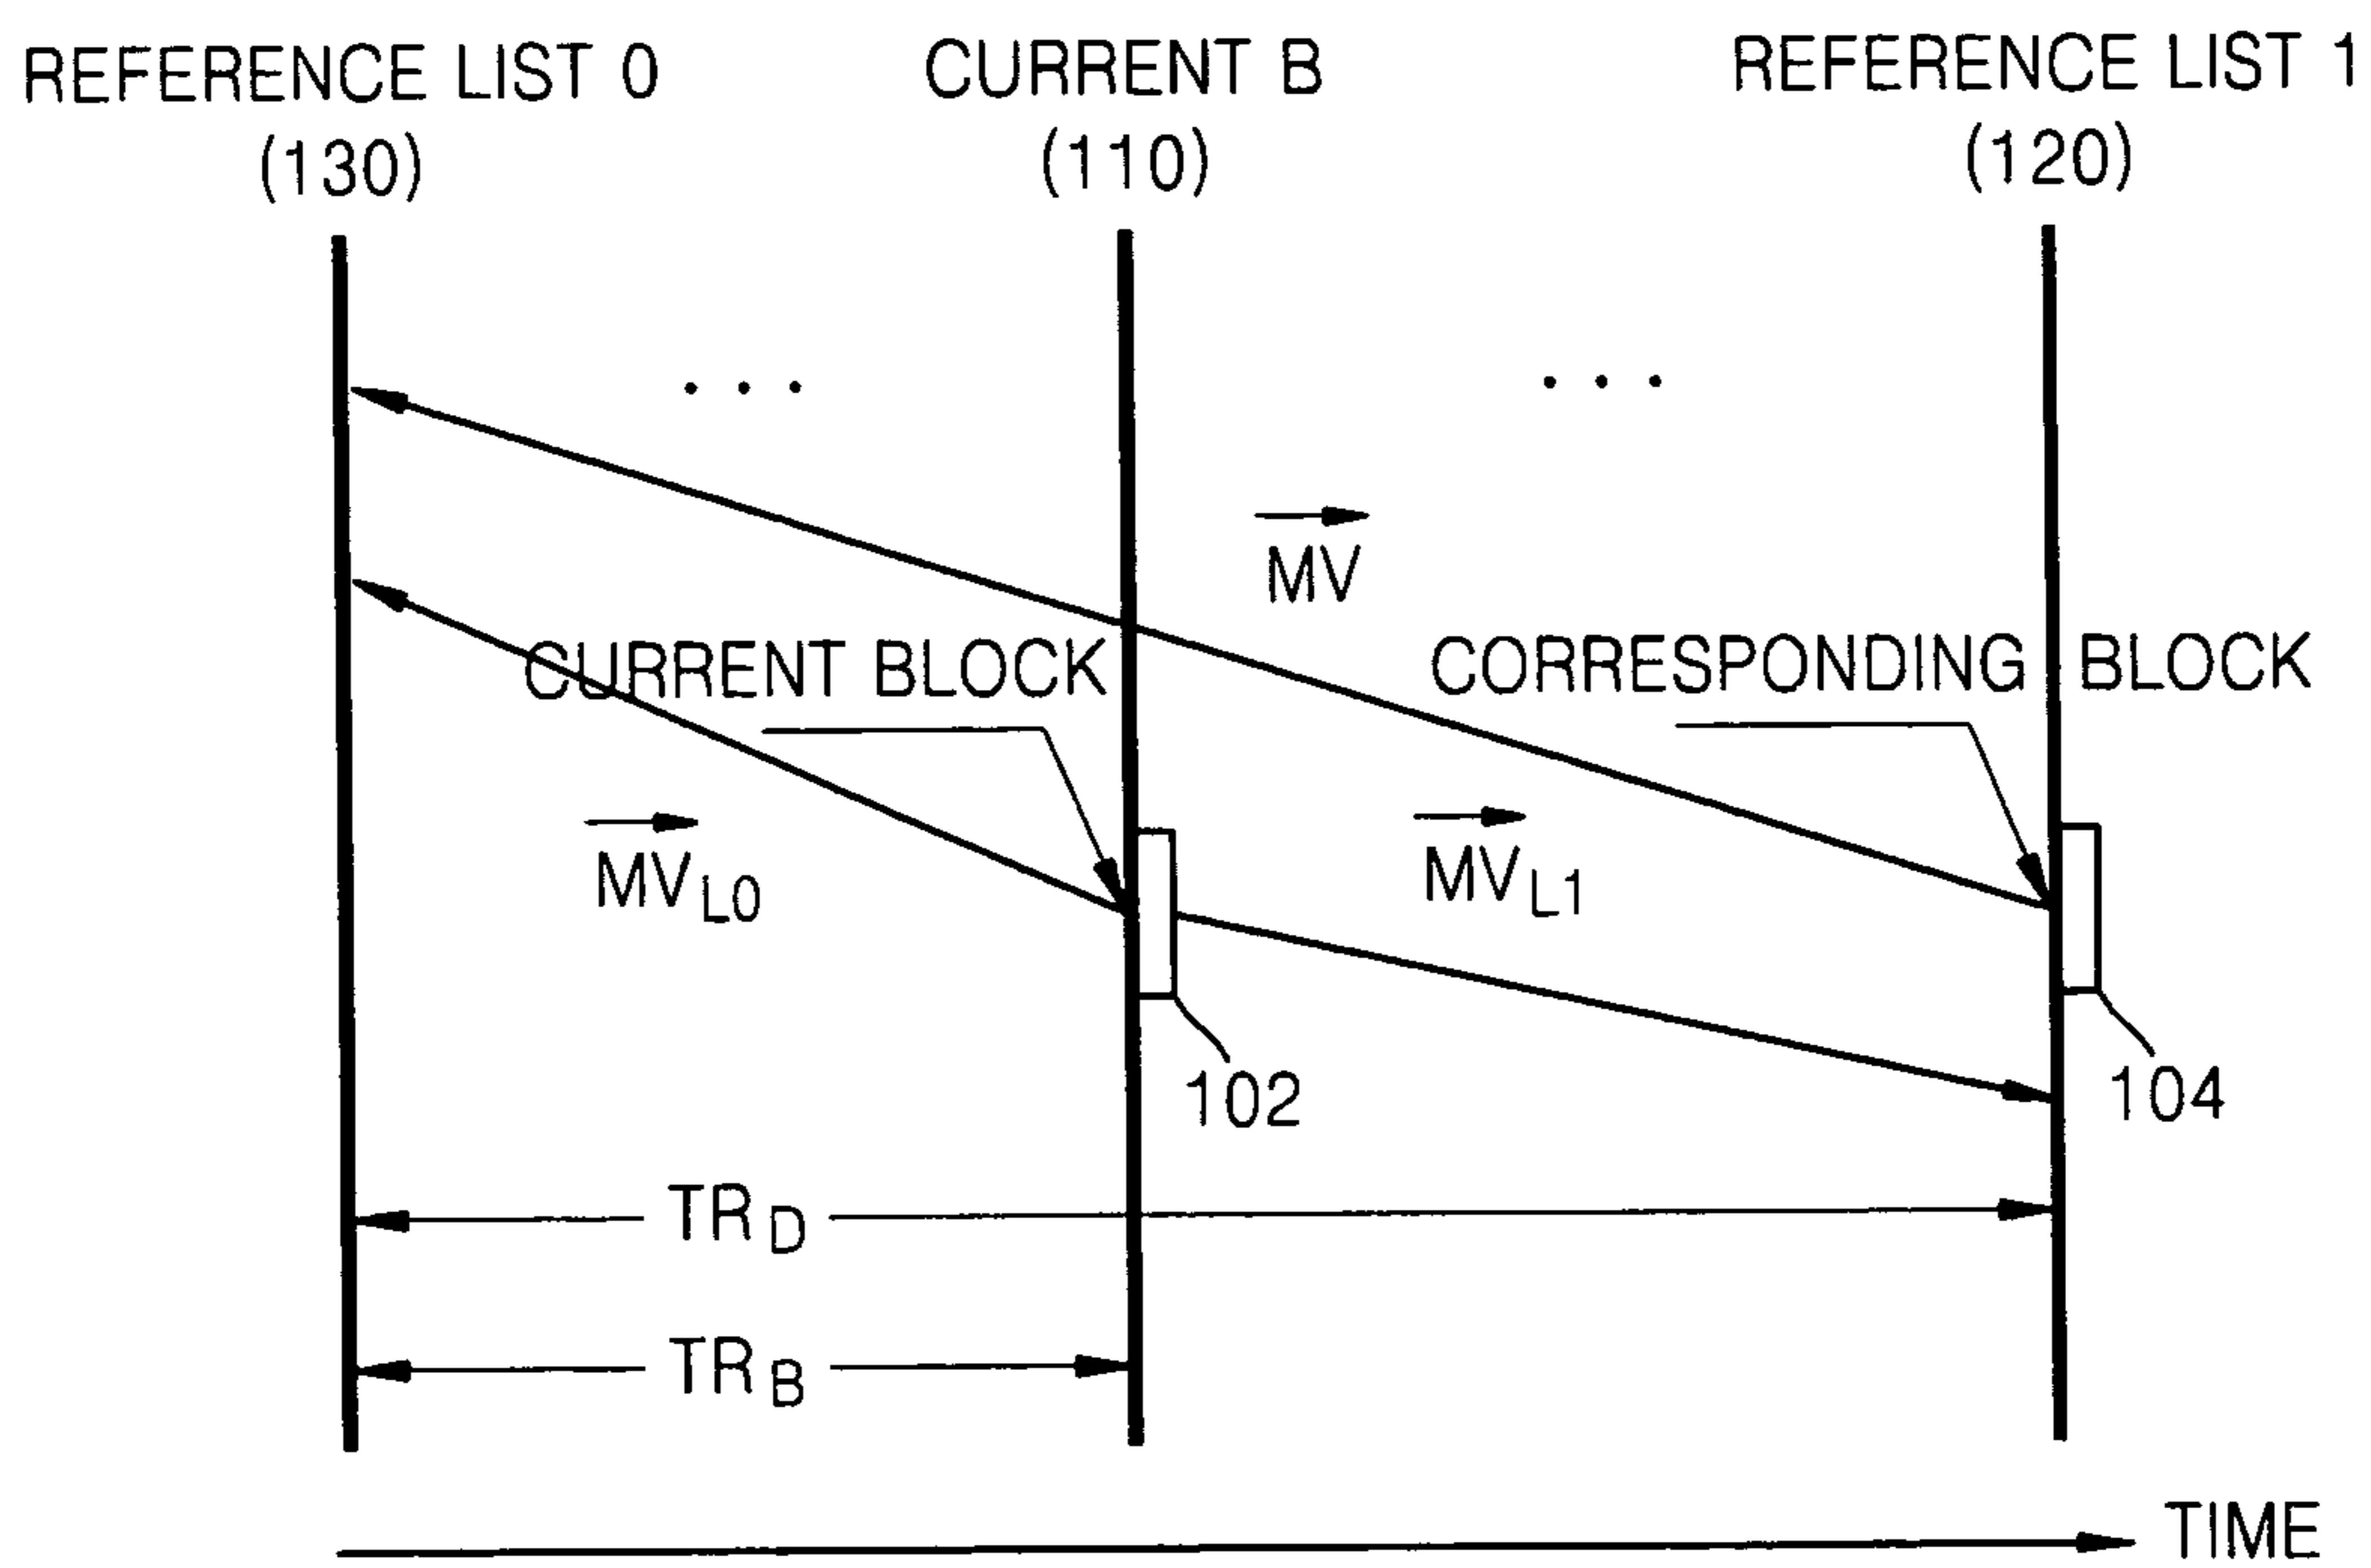 REFERENCE LIST 0 CURRENT B REFERENCE LIST 1
(130) (110) (120)
. . . . . .
MV
CURRENT BLOCK CORRESPONDING BLOCK
MVL0 MVL1
102 104
TRD
TRB
TIME